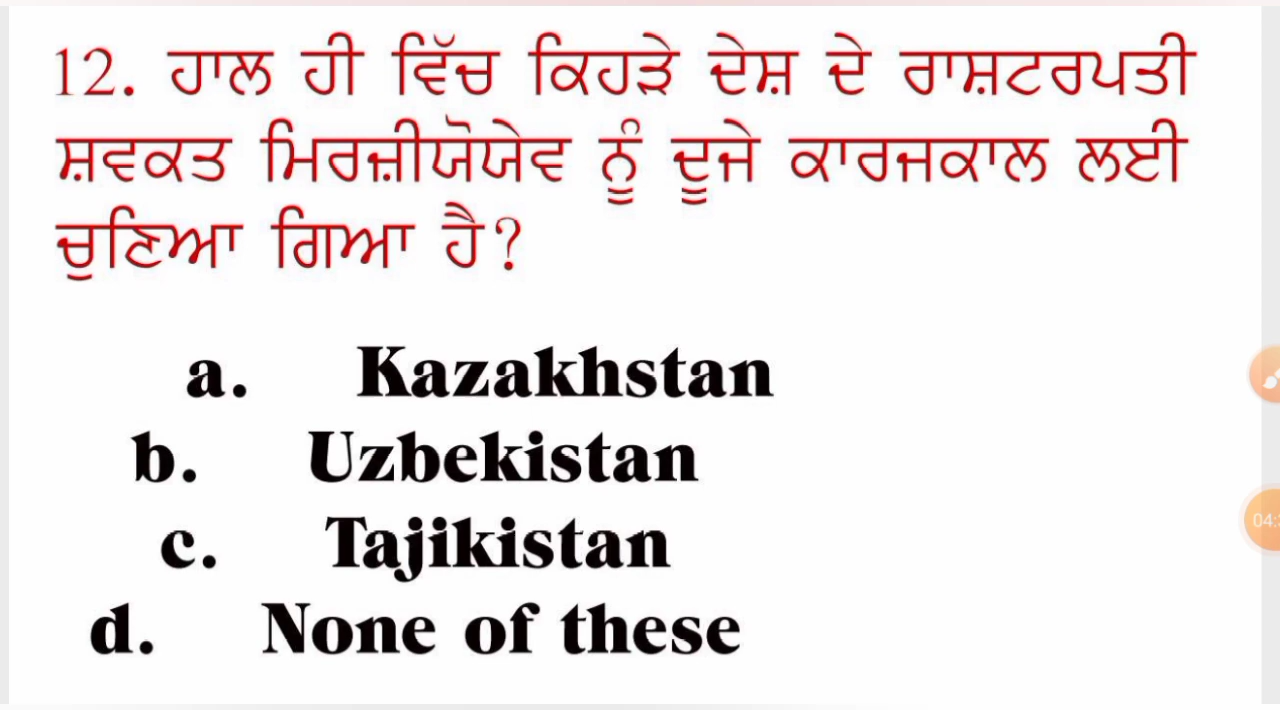 12. ਹਾਲ ਹੀ ਵਿੱਚ ਕਿਹੜੇ ਦੇਸ਼ ਦੇ ਰਾਸ਼ਟਰਪਤੀ
ਸ਼ਵਕਤ ਮਿਰਜ਼ੀਯੋਯੇਵ ਨੂੰ ਦੂਜੇ ਕਾਰਜਕਾਲ ਲਈ
ਚੁਣਿਆ ਗਿਆ ਹੈ?
a. Kazakhstan
b. Uzbekistan
c. Tajikistan
d. None of these